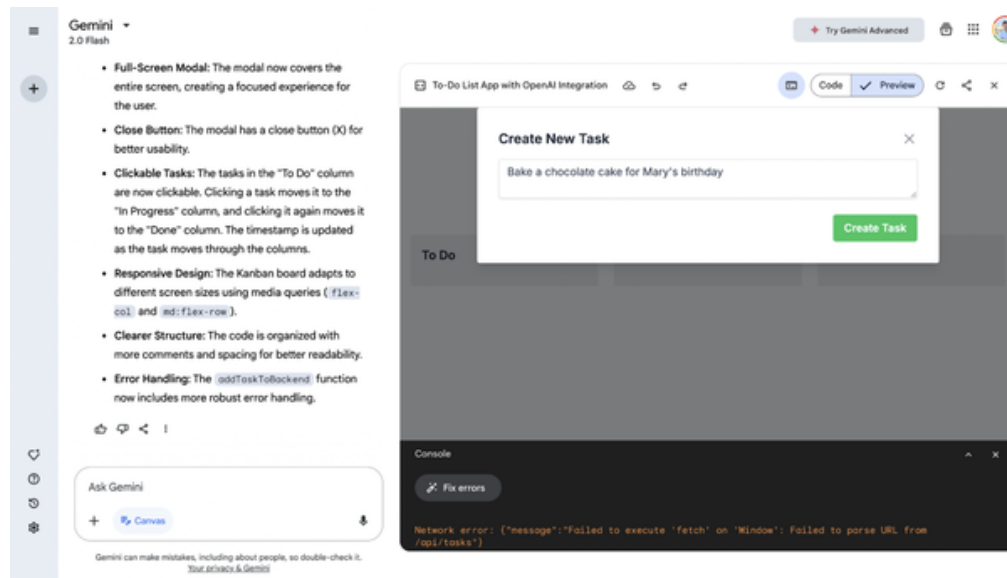 Gemini
2.0 Flash
Try Gemini Advanced
Full-Screen Modal: The modal now covers the
entire screen, creating a focused experience for
the user.
Close Button: The modal has a close button (X) for
better usability.
Clickable Tasks: The tasks in the "To Do" column
are now clickable. Clicking a task moves it to the
"In Progress" column, and clicking it again moves it
to the "Done" column. The timestamp is updated
as the task moves through the columns.
Responsive Design: The Kanban board adapts to
different screen sizes using media queries ( flex-
col and md:flex-row ).
Clearer Structure: The code is organized with
more comments and spacing for better readability.
Error Handling: The addTaskToBackend function
now includes more robust error handling.
Ask Gemini
Canvas
Gemini can make mistakes, including about people, so double-check it.
Your privacy & Gemini
To-Do List App with OpenAI Integration
Code
Preview
Create New Task
Bake a chocolate cake for Mary's birthday
Create Task
To Do
Console
Fix errors
Network error: {"message":"Failed to execute 'fetch' on 'Window': Failed to parse URL from
/api/tasks"}